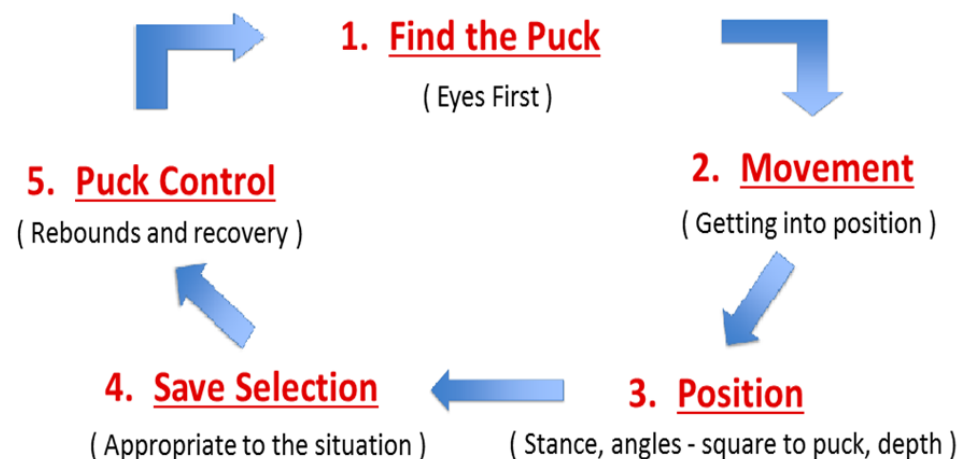 1. Find the Puck
( Eyes First )
2. Movement
( Getting into position )
3. Position
( Stance, angles - square to puck, depth )
4. Save Selection
( Appropriate to the situation )
5. Puck Control
( Rebounds and recovery )